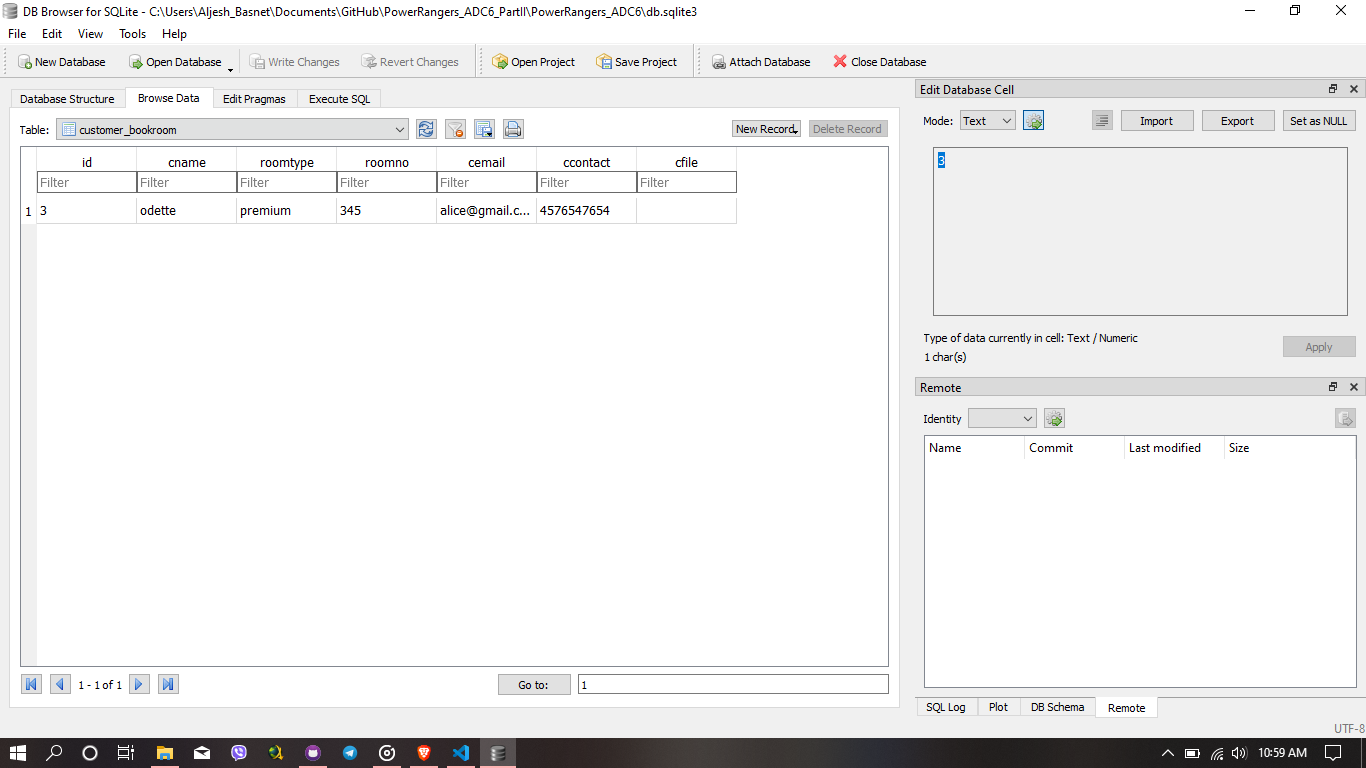 DB Browser for SQLite - C:\Users\Aljesh_Basnet\Documents\GitHub\PowerRangers_ADC6_PartII\PowerRangers_ADC6\db.sqlite3
File Edit View Tools Help
New Database Open Database Write Changes Revert Changes Open Project Save Project Attach Database Close Database
Database Structure Browse Data Edit Pragmas Execute SQL
Table: customer_bookroom New Record Delete Record
id cname roomtype roomno cemail ccontact cfile
Filter Filter Filter Filter Filter Filter Filter
1 3 odette premium 345 alice@gmail.c... 4576547654
1 - 1 of 1 Go to: 1
Edit Database Cell
Mode: Text Import Export Set as NULL
3
Type of data currently in cell: Text / Numeric
1 char(s)
Apply
Remote
Identity
Name Commit Last modified Size
SQL Log Plot DB Schema Remote
UTF-8
10:59 AM